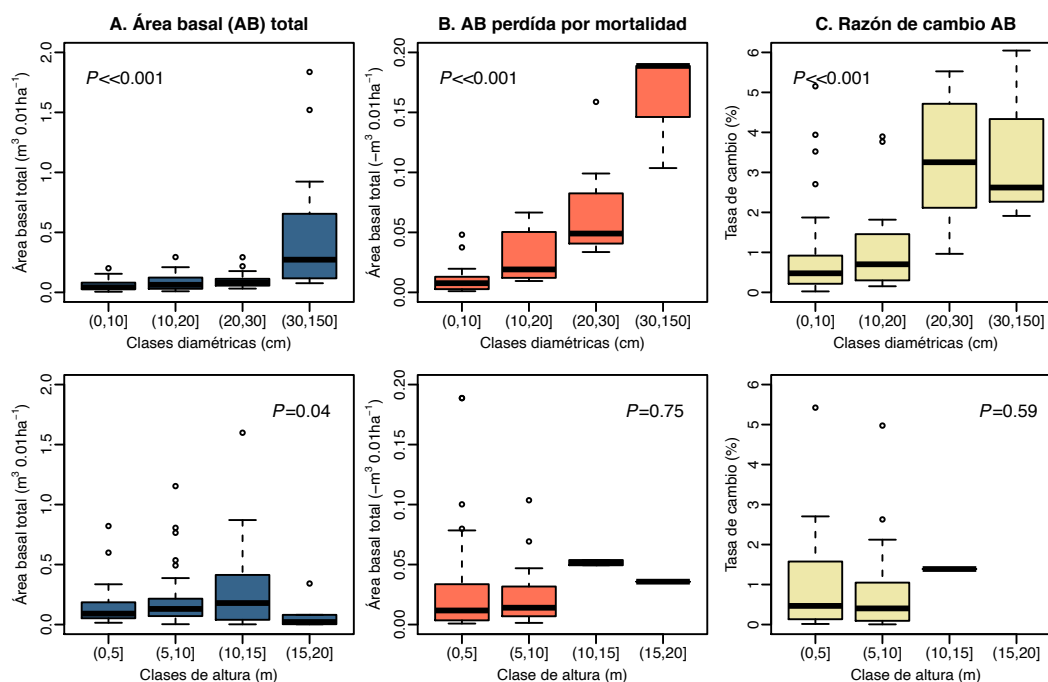 A. Área basal (AB) total
B. AB perdida por mortalidad
C. Razón de cambio AB
Área basal total (m³ 0.01ha⁻¹)
0.0 0.5 1.0 1.5 2.0
P<<0.001
(0,10] (10,20] (20,30] (30,150]
Clases diamétricas (cm)
Área basal total (−m³ 0.01ha⁻¹)
0.00 0.05 0.10 0.15 0.20
P<<0.001
(0,10] (10,20] (20,30] (30,150]
Clases diamétricas (cm)
Tasa de cambio (%)
0 1 2 3 4 5 6
P<<0.001
(0,10] (10,20] (20,30] (30,150]
Clases diamétricas (cm)
Área basal total (m³ 0.01ha⁻¹)
0.0 0.5 1.0 1.5 2.0
P=0.04
(0,5] (5,10] (10,15] (15,20]
Clases de altura (m)
Área basal total (−m³ 0.01ha⁻¹)
0.00 0.05 0.10 0.15 0.20
P=0.75
(0,5] (5,10] (10,15] (15,20]
Clase de altura (m)
Tasa de cambio (%)
0 1 2 3 4 5 6
P=0.59
(0,5] (5,10] (10,15] (15,20]
Clase de altura (m)